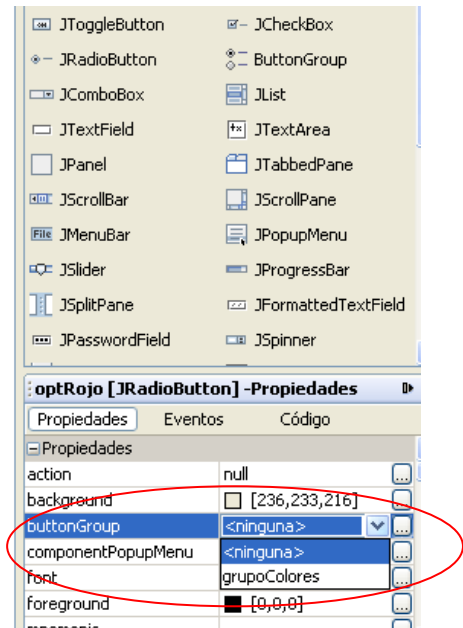 JToggleButton JCheckBox
JRadioButton ButtonGroup
JComboBox JList
JTextField JTextArea
JPanel JTabbedPane
JScrollBar JScrollPane
File JMenuBar JPopupMenu
JSlider JProgressBar
JSplitPane JFormattedTextField
JPasswordField JSpinner
optRojo [JRadioButton] -Propiedades
Propiedades Eventos Código
Propiedades
action null ...
background [236,233,216] ...
buttonGroup <ninguna> ...
componentPopupMenu <ninguna> ...
font grupoColores ...
foreground [0,0,0] ...